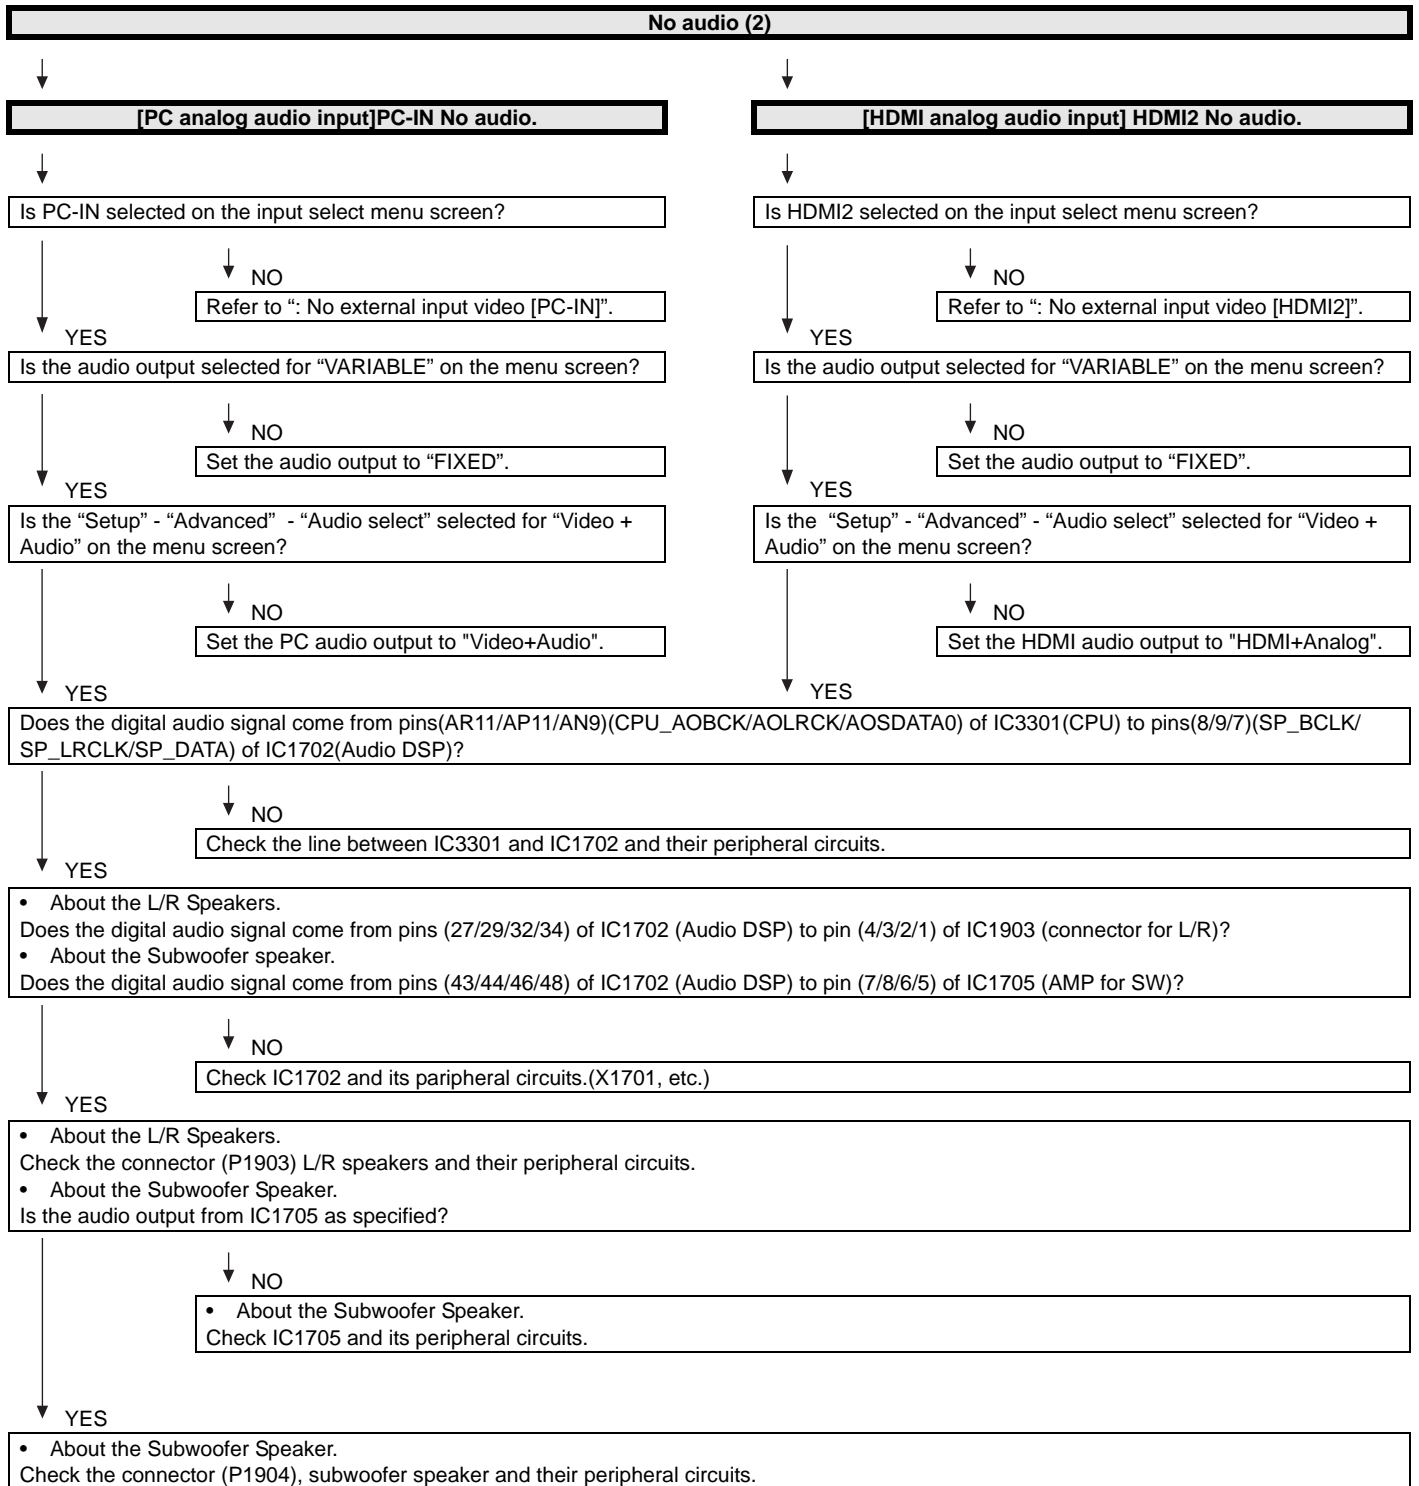 No audio (2)
[PC analog audio input]PC-IN No audio.
[HDMI analog audio input] HDMI2 No audio.
Is PC-IN selected on the input select menu screen?
Is HDMI2 selected on the input select menu screen?
NO
NO
Refer to “: No external input video [PC-IN]”.
Refer to “: No external input video [HDMI2]”.
YES
YES
Is the audio output selected for “VARIABLE” on the menu screen?
Is the audio output selected for “VARIABLE” on the menu screen?
NO
NO
Set the audio output to “FIXED”.
Set the audio output to “FIXED”.
YES
YES
Is the “Setup” - “Advanced” - “Audio select” selected for “Video +
Audio” on the menu screen?
Is the “Setup” - “Advanced” - “Audio select” selected for “Video +
Audio” on the menu screen?
NO
NO
Set the PC audio output to "Video+Audio".
Set the HDMI audio output to "HDMI+Analog".
YES
YES
Does the digital audio signal come from pins(AR11/AP11/AN9)(CPU_AOBCK/AOLRCK/AOSDATA0) of IC3301(CPU) to pins(8/9/7)(SP_BCLK/
SP_LRCLK/SP_DATA) of IC1702(Audio DSP)?
NO
Check the line between IC3301 and IC1702 and their peripheral circuits.
YES
• About the L/R Speakers.
Does the digital audio signal come from pins (27/29/32/34) of IC1702 (Audio DSP) to pin (4/3/2/1) of IC1903 (connector for L/R)?
• About the Subwoofer speaker.
Does the digital audio signal come from pins (43/44/46/48) of IC1702 (Audio DSP) to pin (7/8/6/5) of IC1705 (AMP for SW)?
NO
Check IC1702 and its paripheral circuits.(X1701, etc.)
YES
• About the L/R Speakers.
Check the connector (P1903) L/R speakers and their peripheral circuits.
• About the Subwoofer Speaker.
Is the audio output from IC1705 as specified?
NO
• About the Subwoofer Speaker.
Check IC1705 and its peripheral circuits.
YES
• About the Subwoofer Speaker.
Check the connector (P1904), subwoofer speaker and their peripheral circuits.